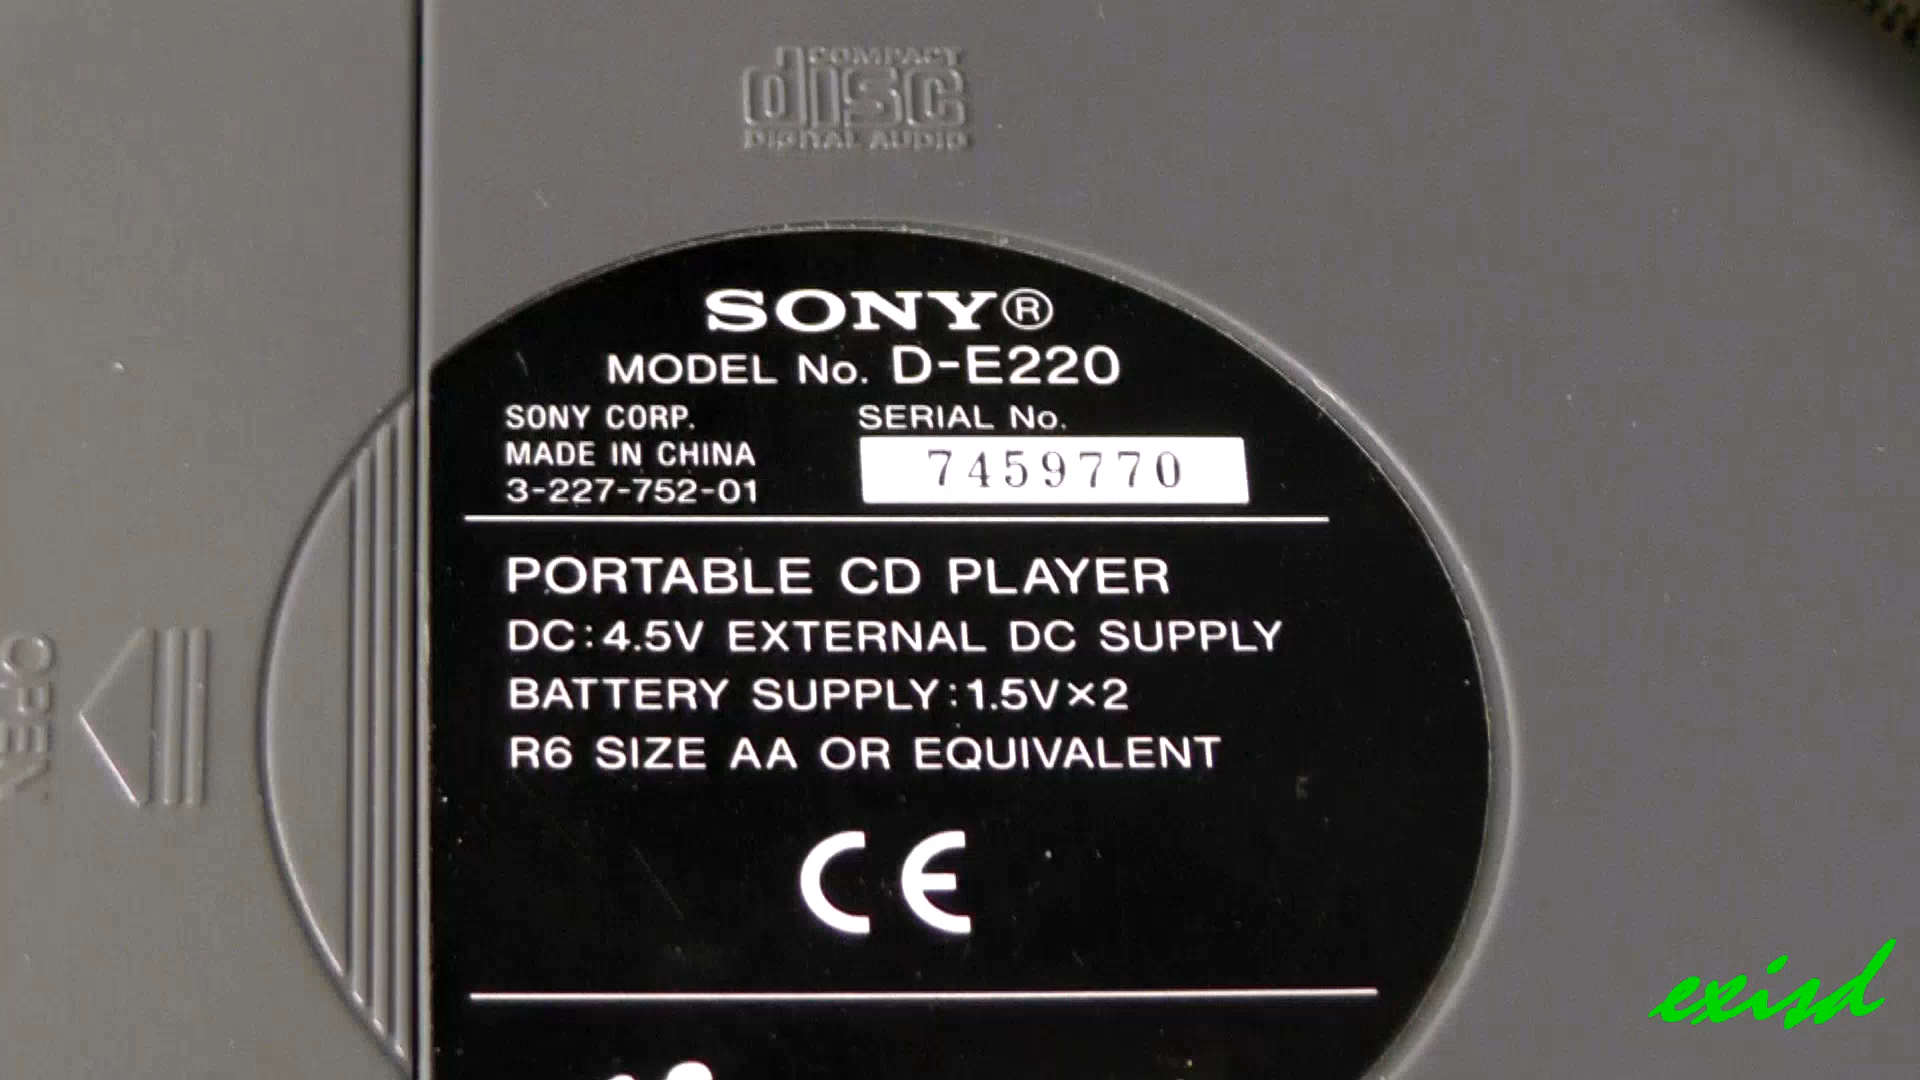 COMPACT
disc
DIGITAL AUDIO
SONY®
MODEL No. D-E220
SONY CORP.
MADE IN CHINA
3-227-752-01
SERIAL No.
7459770
PORTABLE CD PLAYER
DC:4.5V EXTERNAL DC SUPPLY
BATTERY SUPPLY:1.5V×2
R6 SIZE AA OR EQUIVALENT
CE
OPEN
exisd